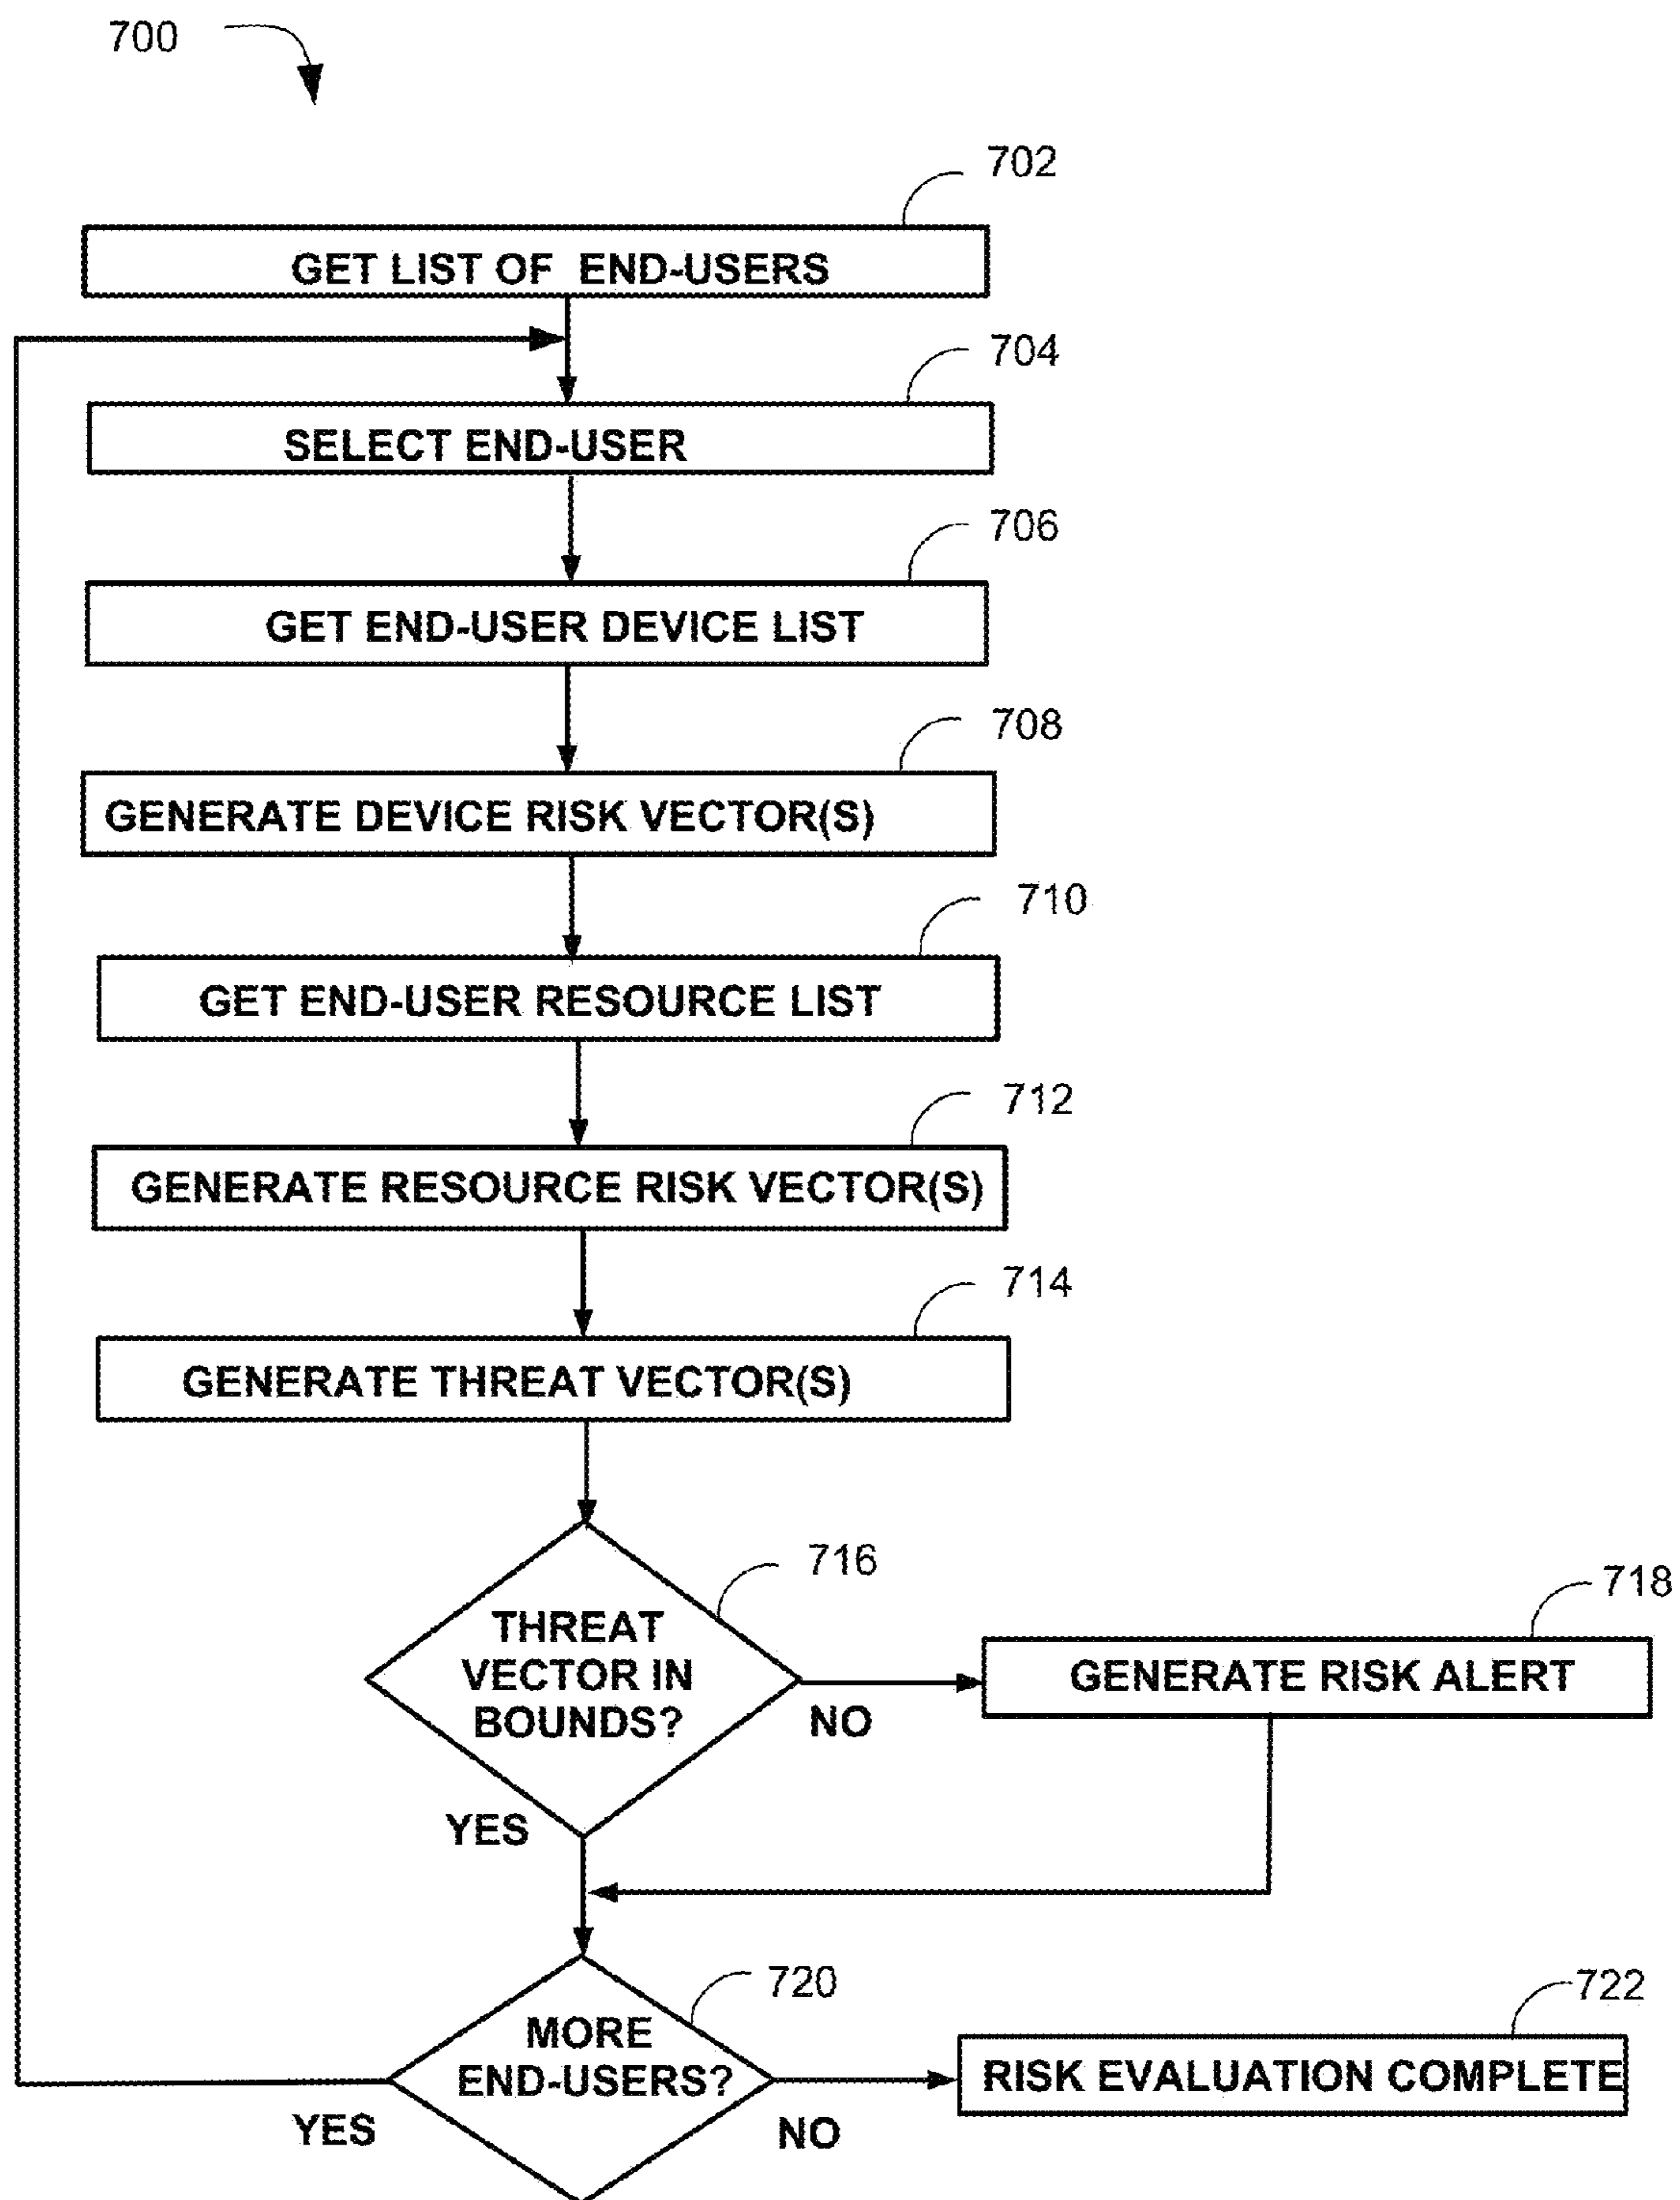 700
702
GET LIST OF END-USERS
704
SELECT END-USER
706
GET END-USER DEVICE LIST
708
GENERATE DEVICE RISK VECTOR(S)
710
GET END-USER RESOURCE LIST
712
GENERATE RESOURCE RISK VECTOR(S)
714
GENERATE THREAT VECTOR(S)
716
THREAT
VECTOR IN
BOUNDS?
NO
YES
718
GENERATE RISK ALERT
720
MORE
END-USERS?
YES
NO
722
RISK EVALUATION COMPLETE